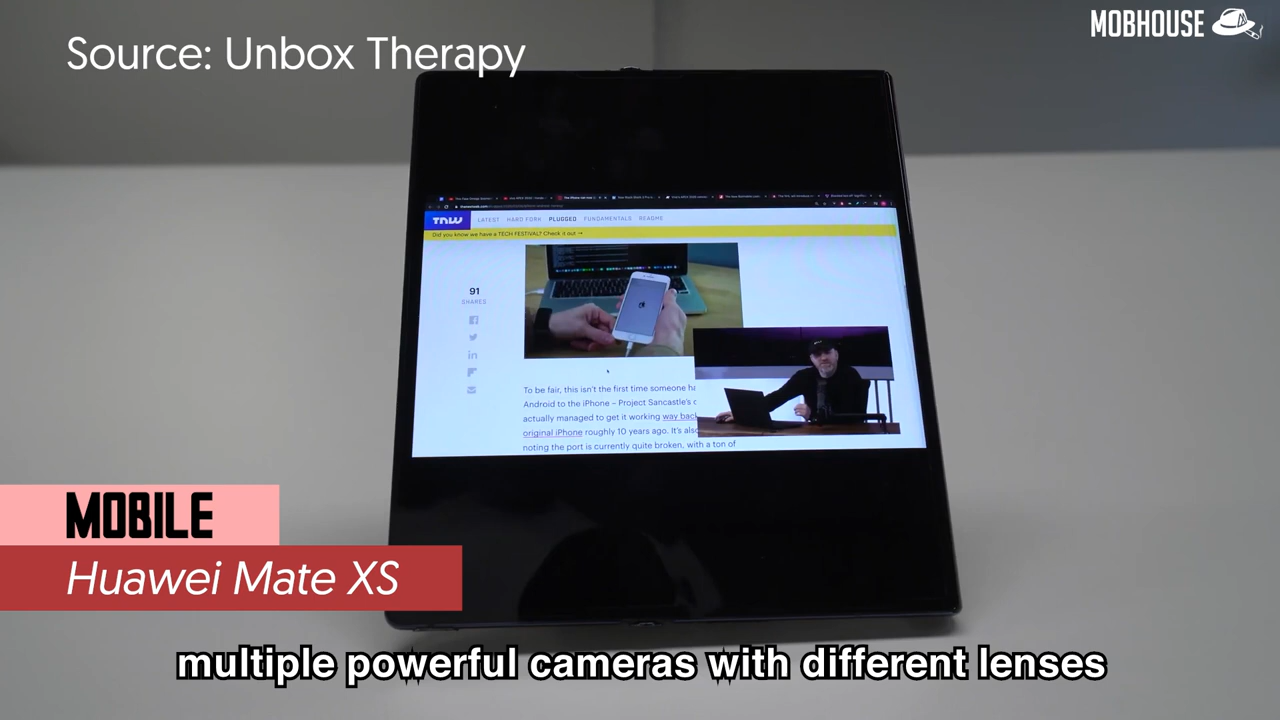 Source: Unbox Therapy
MOBHOUSE
TNW LATEST HARD FORK PLUGGED FUNDAMENTALS README
Did you know we have a TECH FESTIVAL? Check it out →
91
SHARES
To be fair, this isn't the first time someone ha
Android to the iPhone – Project Sancastle's
actually managed to get it working way back
original iPhone roughly 10 years ago. It's also
noting the port is currently quite broken, with a ton of
MOBILE
Huawei Mate XS
multiple powerful cameras with different lenses